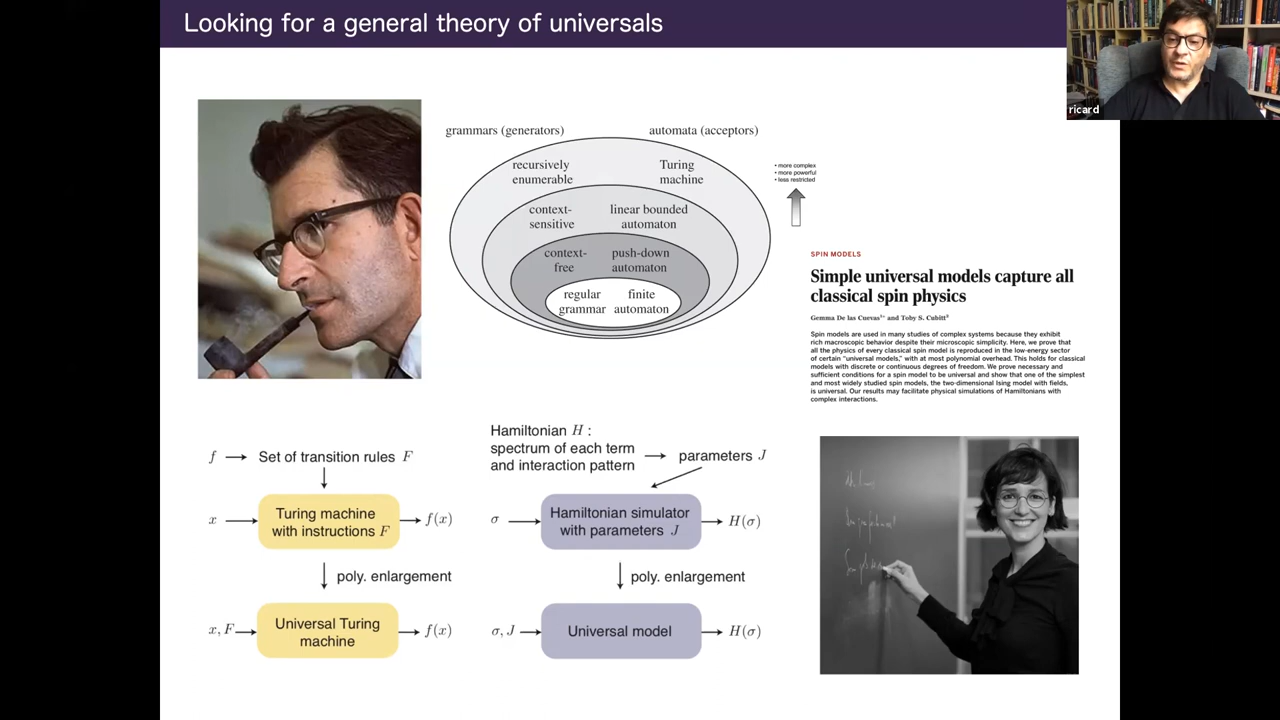 Looking for a general theory of universals
ricard
grammars (generators)
automata (acceptors)
recursively
enumerable
Turing
machine
context-
sensitive
linear bounded
automaton
context-
free
push-down
automaton
regular
grammar
finite
automaton
• more complex
• more powerful
• less restricted
SPIN MODELS
Simple universal models capture all
classical spin physics
Gemma De las Cuevas¹* and Toby S. Cubitt²
Spin models are used in many studies of complex systems because they exhibit
rich macroscopic behavior despite their microscopic simplicity. Here, we prove that
all the physics of every classical spin model is reproduced in the low-energy sector
of certain “universal models,” with at most polynomial overhead. This holds for classical
models with discrete or continuous degrees of freedom. We prove necessary and
sufficient conditions for a spin model to be universal and show that one of the simplest
and most widely studied spin models, the two-dimensional Ising model with fields,
is universal. Our results may facilitate physical simulations of Hamiltonians with
complex interactions.
f
Set of transition rules F
x
Turing machine
with instructions F
f(x)
poly. enlargement
x, F
Universal Turing
machine
f(x)
Hamiltonian H :
spectrum of each term
and interaction pattern
parameters J
σ
Hamiltonian simulator
with parameters J
H(σ)
poly. enlargement
σ, J
Universal model
H(σ)